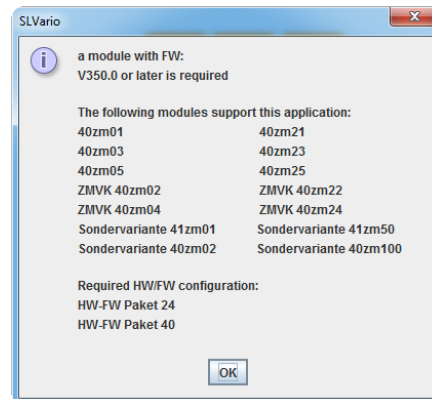 SLVario
a module with FW:
V350.0 or later is required
The following modules support this application:
40zm01 40zm21
40zm03 40zm23
40zm05 40zm25
ZMVK 40zm02 ZMVK 40zm22
ZMVK 40zm04 ZMVK 40zm24
Sondervariante 41zm01 Sondervariante 41zm50
Sondervariante 40zm02 Sondervariante 40zm100
Required HW/FW configuration:
HW-FW Paket 24
HW-FW Paket 40
OK